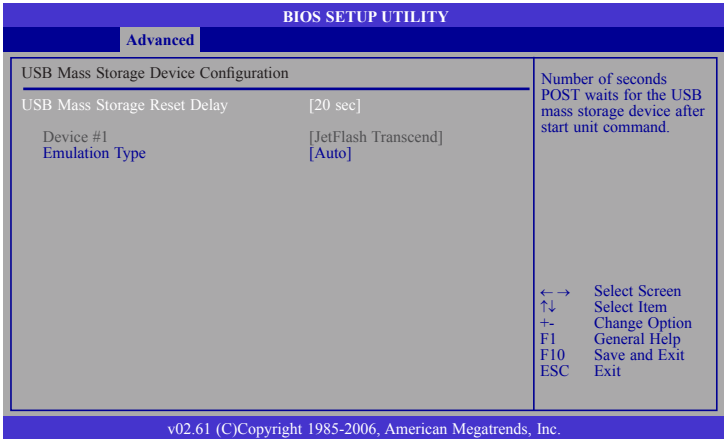 BIOS SETUP UTILITY
Advanced
USB Mass Storage Device Configuration
USB Mass Storage Reset Delay [20 sec]
Device #1 [JetFlash Transcend]
Emulation Type [Auto]
Number of seconds
POST waits for the USB
mass storage device after
start unit command.
←→ Select Screen
↑↓ Select Item
+- Change Option
F1 General Help
F10 Save and Exit
ESC Exit
v02.61 (C)Copyright 1985-2006, American Megatrends, Inc.